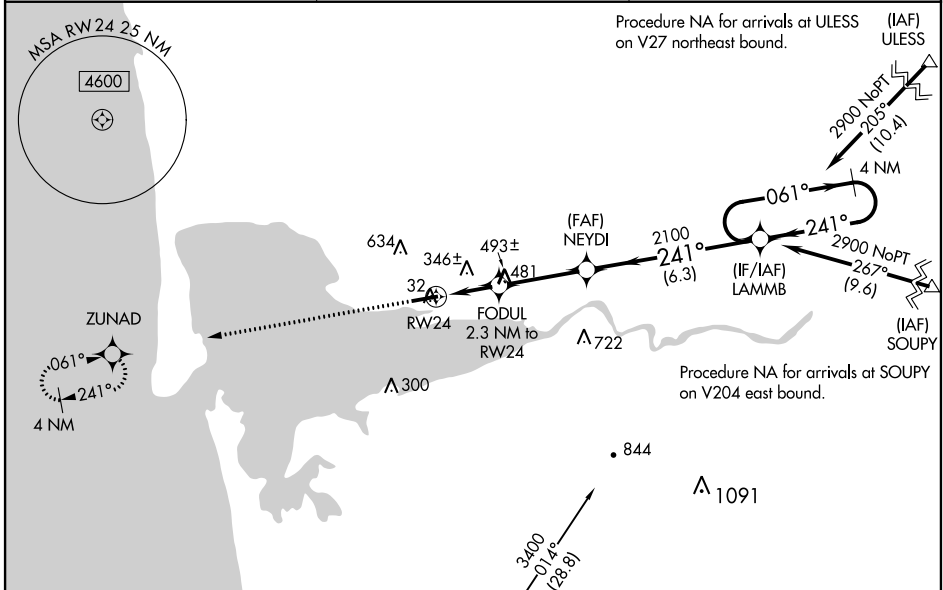 MSA RW24 25 NM
4600
Procedure NA for arrivals at ULESS
on V27 northeast bound.
(IAF)
ULESS
2900 NoPT
205°
(10.4)
4 NM
061°
241°
(FAF)
NEYDI
2100
241°
(6.3)
(IF/IAF)
LAMMB
2900 NoPT
267°
(9.6)
(IAF)
SOUPY
634
346±
493±
481
32
RW24
FODUL
2.3 NM to
RW24
ZUNAD
061°
241°
4 NM
722
300
Procedure NA for arrivals at SOUPY
on V204 east bound.
844
1091
3400
014°
(28.8)